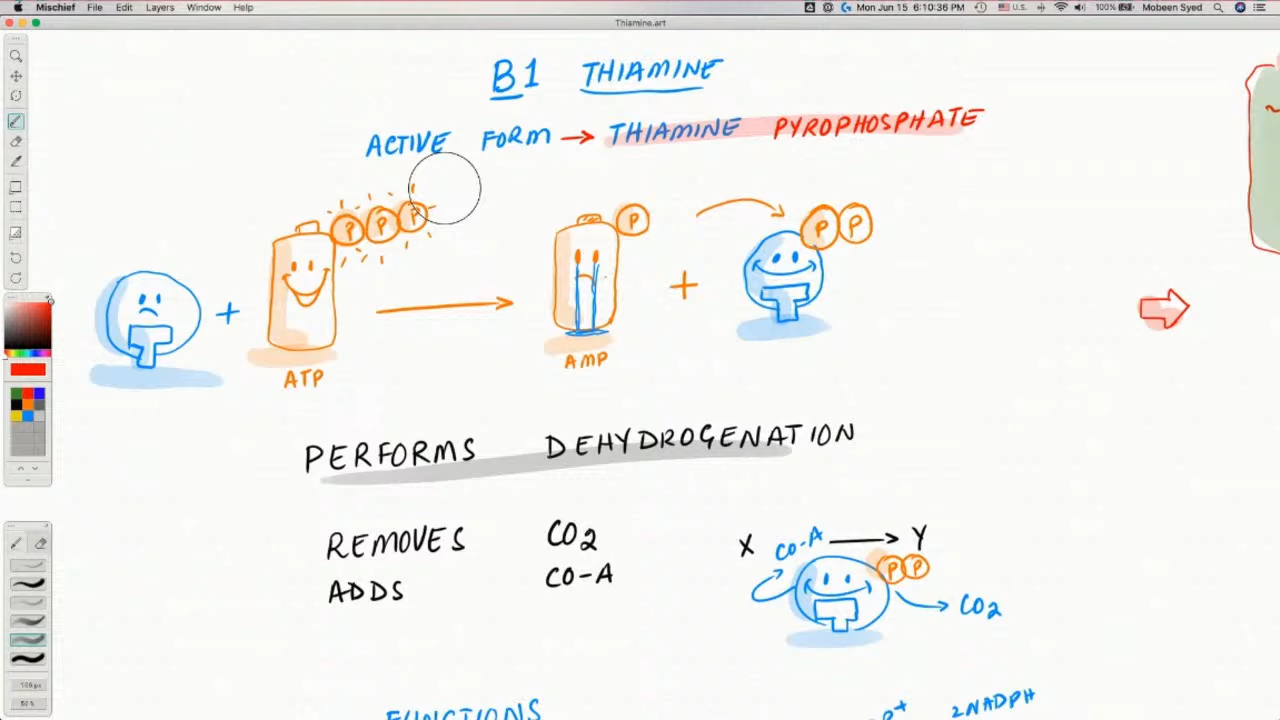 Mischief File Edit Layers Window Help U.S. 100% Mon Jun 15 6:10:36 PM Mobeen Syed
Thiamine.art
B1 THIAMINE
ACTIVE FORM → THIAMINE PYROPHOSPHATE
P P P P P P
+ +
ATP AMP
PERFORMS DEHYDROGENATION
REMOVES CO2
ADDS CO-A
X CO-A Y
P P
CO2
FUNCTIONS
2NADPH